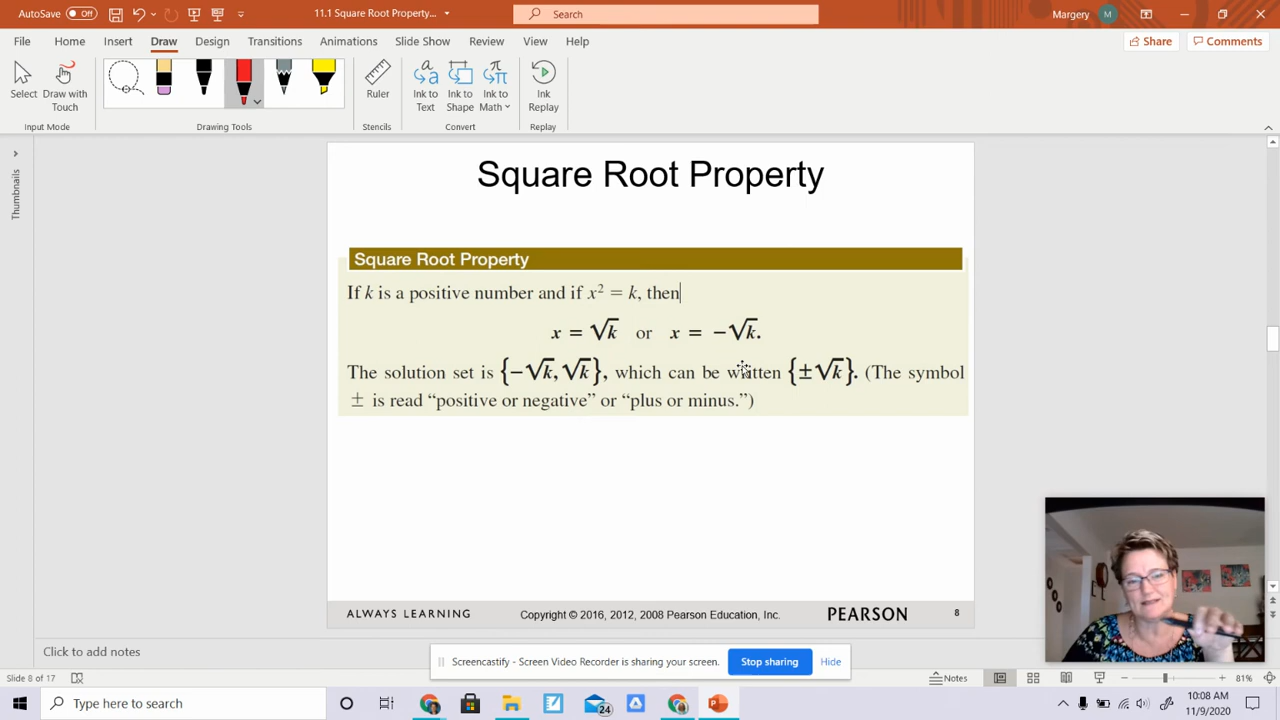 AutoSave Off 11.1 Square Root Property... Search Margery M
File Home Insert Draw Design Transitions Animations Slide Show Review View Help Share Comments
Select Draw with Touch Ruler Ink to Text Ink to Shape Ink to Math Ink Replay
Input Mode Drawing Tools Stencils Convert Replay
Thumbnails
Square Root Property
Square Root Property
If k is a positive number and if x² = k, then
x = √k or x = −√k.
The solution set is {−√k, √k}, which can be written {±√k}. (The symbol
± is read “positive or negative” or “plus or minus.”)
ALWAYS LEARNING Copyright © 2016, 2012, 2008 Pearson Education, Inc. PEARSON 8
Click to add notes
Screencastify - Screen Video Recorder is sharing your screen. Stop sharing Hide
Slide 8 of 17 Notes 81%
Type here to search 24 10:08 AM
11/9/2020